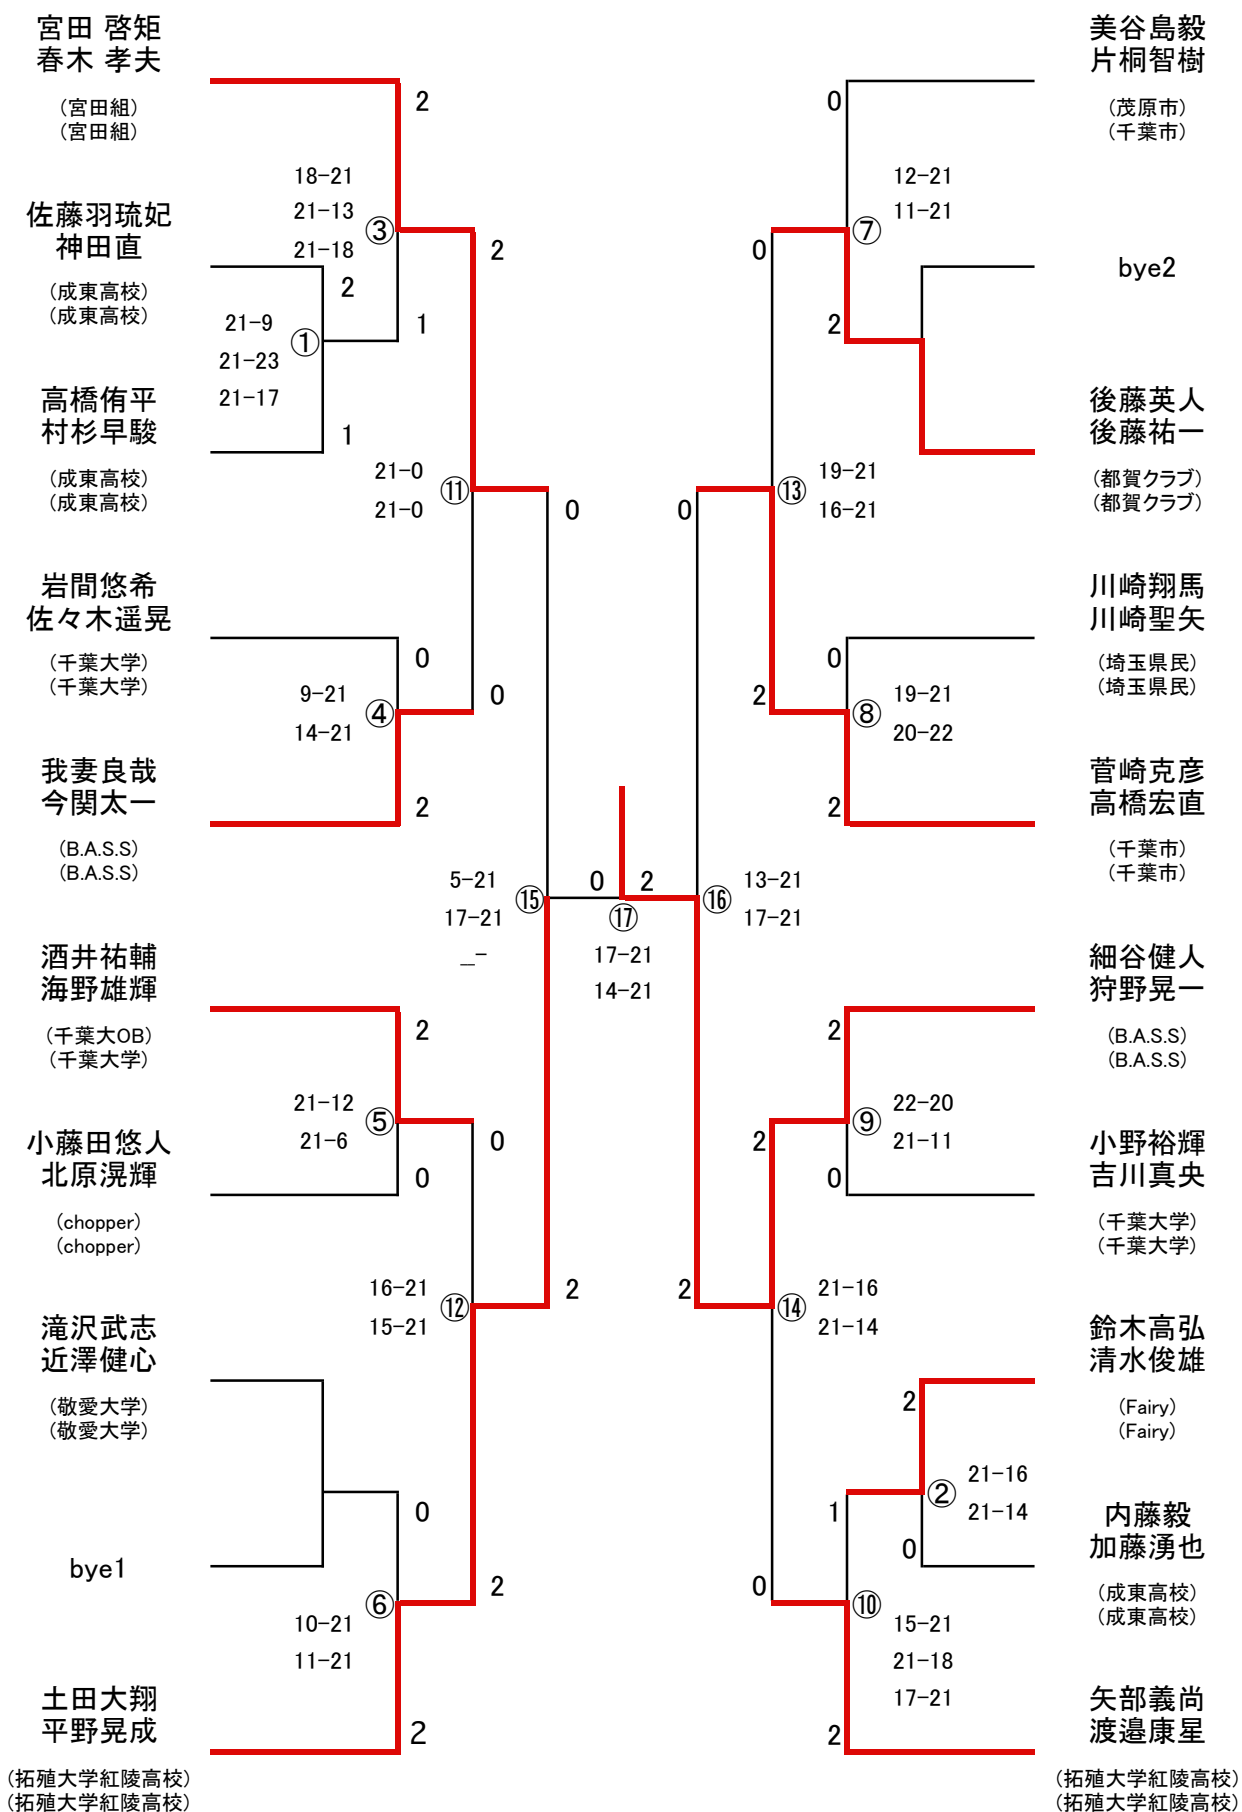 宮田 啓矩
春木 孝夫
(宮田組)
(宮田組)
2
18-21
21-13
21-18
③
2
佐藤羽琉妃
神田直
(成東高校)
(成東高校)
2
1
21-9
21-23
21-17
①
高橋侑平
村杉早駿
(成東高校)
(成東高校)
1
21-0
21-0
⑪
0
岩間悠希
佐々木遥晃
(千葉大学)
(千葉大学)
0
0
9-21
14-21
④
我妻良哉
今関太一
(B.A.S.S)
(B.A.S.S)
2
5-21
17-21
_-
⑮
0
2
⑰
17-21
14-21
酒井祐輔
海野雄輝
(千葉大OB)
(千葉大学)
2
21-12
21-6
⑤
0
小藤田悠人
北原滉輝
(chopper)
(chopper)
0
16-21
15-21
⑫
2
滝沢武志
近澤健心
(敬愛大学)
(敬愛大学)
0
bye1
2
⑥
10-21
11-21
土田大翔
平野晃成
(拓殖大学紅陵高校)
(拓殖大学紅陵高校)
2
美谷島毅
片桐智樹
(茂原市)
(千葉市)
0
12-21
11-21
⑦
0
bye2
2
後藤英人
後藤祐一
(都賀クラブ)
(都賀クラブ)
19-21
16-21
⑬
0
川崎翔馬
川崎聖矢
(埼玉県民)
(埼玉県民)
0
2
19-21
20-22
⑧
菅崎克彦
高橋宏直
(千葉市)
(千葉市)
2
13-21
17-21
⑯
細谷健人
狩野晃一
(B.A.S.S)
(B.A.S.S)
2
22-20
21-11
⑨
2
小野裕輝
吉川真央
(千葉大学)
(千葉大学)
0
21-16
21-14
⑭
2
鈴木高弘
清水俊雄
(Fairy)
(Fairy)
2
21-16
21-14
②
1
内藤毅
加藤湧也
(成東高校)
(成東高校)
0
0
⑩
15-21
21-18
17-21
矢部義尚
渡邉康星
(拓殖大学紅陵高校)
(拓殖大学紅陵高校)
2